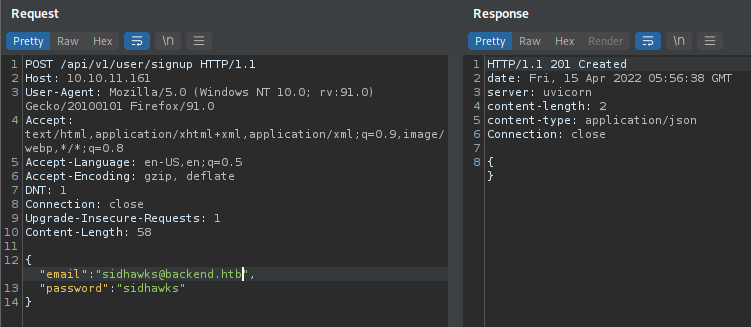 Request
Pretty Raw Hex \n
1 POST /api/v1/user/signup HTTP/1.1
2 Host: 10.10.11.161
3 User-Agent: Mozilla/5.0 (Windows NT 10.0; rv:91.0)
Gecko/20100101 Firefox/91.0
4 Accept:
text/html,application/xhtml+xml,application/xml;q=0.9,image/
webp,*/*;q=0.8
5 Accept-Language: en-US,en;q=0.5
6 Accept-Encoding: gzip, deflate
7 DNT: 1
8 Connection: close
9 Upgrade-Insecure-Requests: 1
10 Content-Length: 58
11
12 {
"email":"sidhawks@backend.htb",
13 "password":"sidhawks"
14 }
Response
Pretty Raw Hex Render \n
1 HTTP/1.1 201 Created
2 date: Fri, 15 Apr 2022 05:56:38 GMT
3 server: uvicorn
4 content-length: 2
5 content-type: application/json
6 Connection: close
7
8 {
}